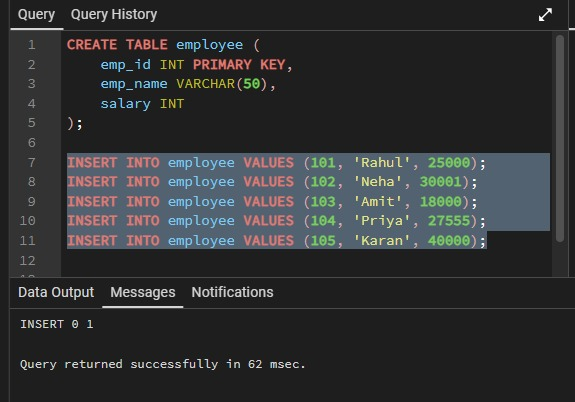 Query Query History
1 CREATE TABLE employee (
2 emp_id INT PRIMARY KEY,
3 emp_name VARCHAR(50),
4 salary INT
5 );
6
7 INSERT INTO employee VALUES (101, 'Rahul', 25000);
8 INSERT INTO employee VALUES (102, 'Neha', 30001);
9 INSERT INTO employee VALUES (103, 'Amit', 18000);
10 INSERT INTO employee VALUES (104, 'Priya', 27555);
11 INSERT INTO employee VALUES (105, 'Karan', 40000);
12
Data Output Messages Notifications
INSERT 0 1
Query returned successfully in 62 msec.